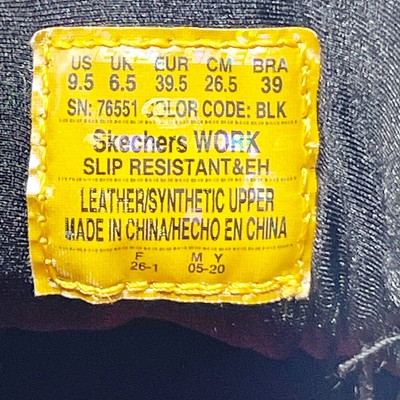 US UK EUR CM BRA
9.5 6.5 39.5 26.5 39
SN: 76551 COLOR CODE: BLK
Skechers WORK
SLIP RESISTANT&EH
LEATHER/SYNTHETIC UPPER
MADE IN CHINA/HECHO EN CHINA
F M Y
26-1 05-20